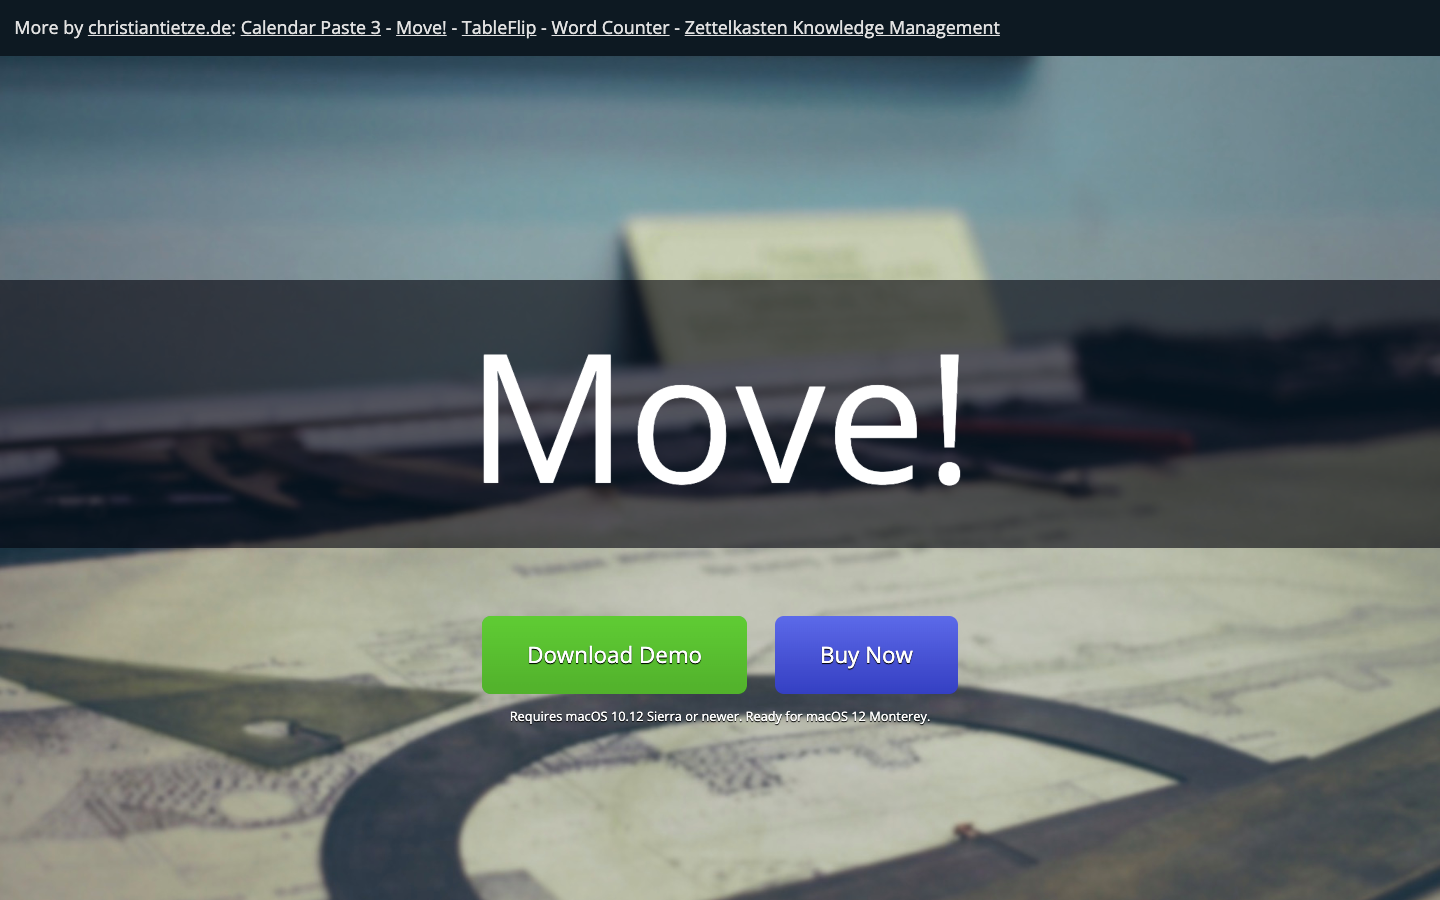 More by christiantietze.de: Calendar Paste 3 - Move! - TableFlip - Word Counter - Zettelkasten Knowledge Management
Move!
Download Demo
Buy Now
Requires macOS 10.12 Sierra or newer. Ready for macOS 12 Monterey.